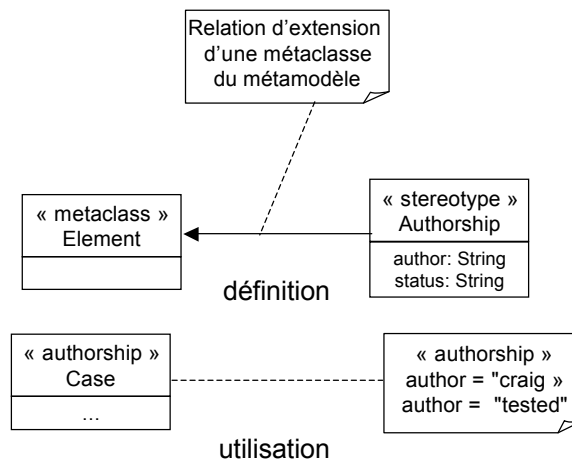 Relation d'extension
d'une métaclasse
du métamodèle
« metaclass »
Element
« stereotype »
Authorship
author: String
status: String
définition
« authorship »
Case
...
« authorship »
author = "craig »
author = "tested"
utilisation